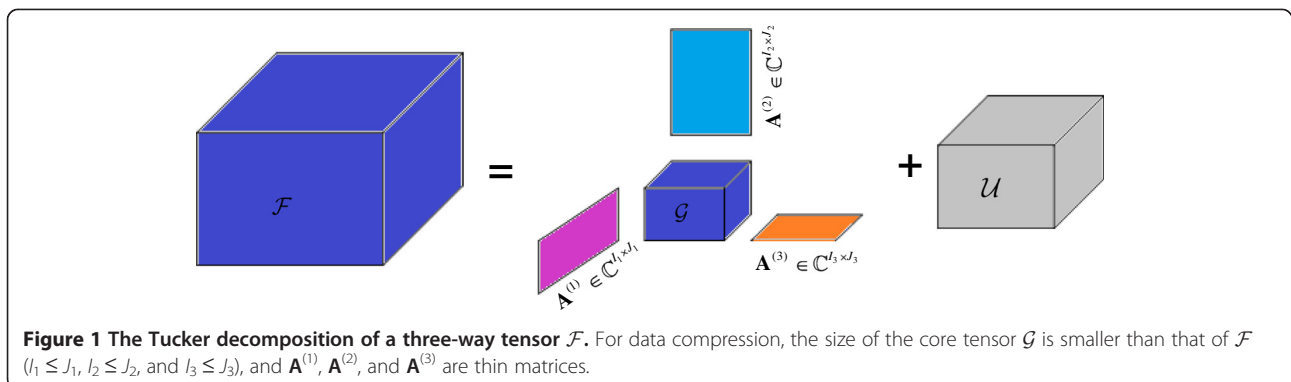 A⁽²⁾ ∈ ℂ^{I₂×J₂}
=
+
ℱ
𝒢
𝒰
A⁽¹⁾ ∈ ℂ^{I₁×J₁}
A⁽³⁾ ∈ ℂ^{I₃×J₃}
Figure 1 The Tucker decomposition of a three-way tensor ℱ. For data compression, the size of the core tensor 𝒢 is smaller than that of ℱ
(I₁ ≤ J₁, I₂ ≤ J₂, and I₃ ≤ J₃), and A⁽¹⁾, A⁽²⁾, and A⁽³⁾ are thin matrices.